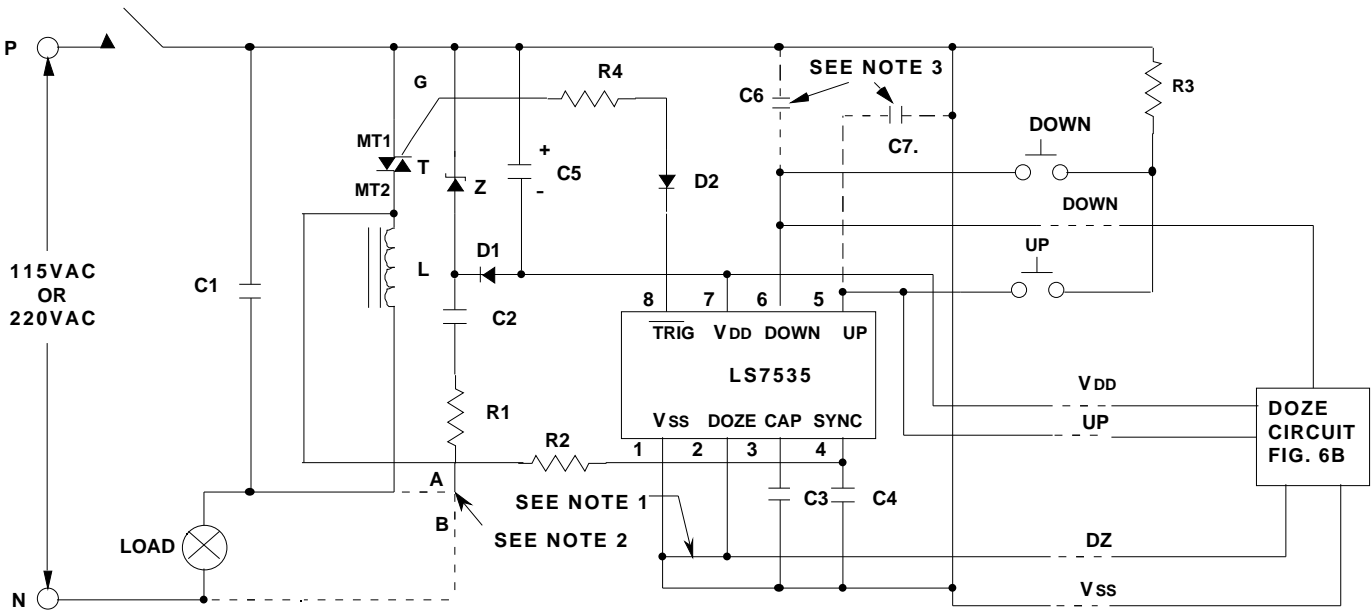 P
G
R4
C6
SEE NOTE 3
R3
MT1
T
MT2
Z
+
C5
-
D2
C7.
DOWN
DOWN
115VAC
OR
220VAC
C1
L
D1
C2
UP
8 7 6 5
TRIG VDD DOWN UP
LS7535
VSS DOZE CAP SYNC
1 2 3 4
R1
R2
VDD
UP
DOZE
CIRCUIT
FIG. 6B
A
B
SEE NOTE 1
C3
C4
SEE NOTE 2
LOAD
DZ
VSS
N